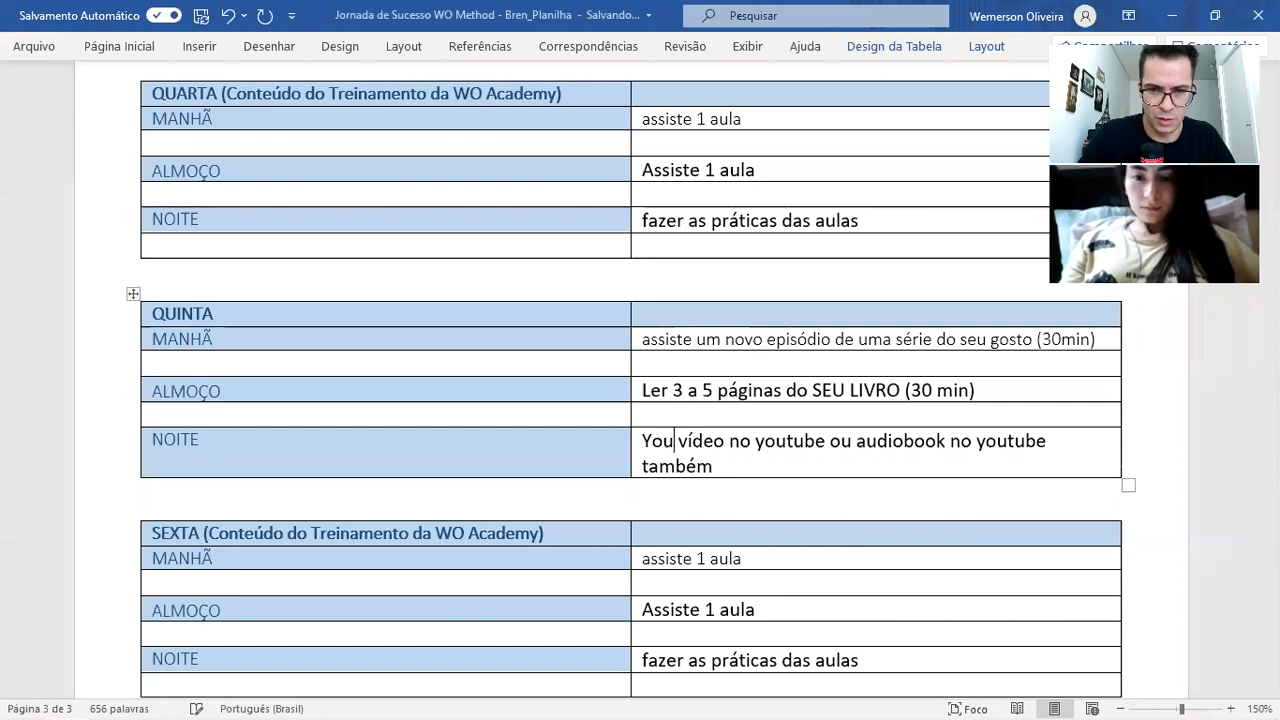 Salvamento Automático
Jornada de Sucesso WO Method - Bren_Planilha - Salvando...
Pesquisar
Wemerson Oliveira
Arquivo Página Inicial Inserir Desenhar Design Layout Referências Correspondências Revisão Exibir Ajuda Design da Tabela Layout
QUARTA (Conteúdo do Treinamento da WO Academy)
MANHÃ assiste 1 aula
ALMOÇO Assiste 1 aula
NOITE fazer as práticas das aulas
QUINTA
MANHÃ assiste um novo episódio de uma série do seu gosto (30min)
ALMOÇO Ler 3 a 5 páginas do SEU LIVRO (30 min)
NOITE You vídeo no youtube ou audiobook no youtube
também
SEXTA (Conteúdo do Treinamento da WO Academy)
MANHÃ assiste 1 aula
ALMOÇO Assiste 1 aula
NOITE fazer as práticas das aulas
Página 3 de 3 656 palavras Português (Brasil) Foco 150%